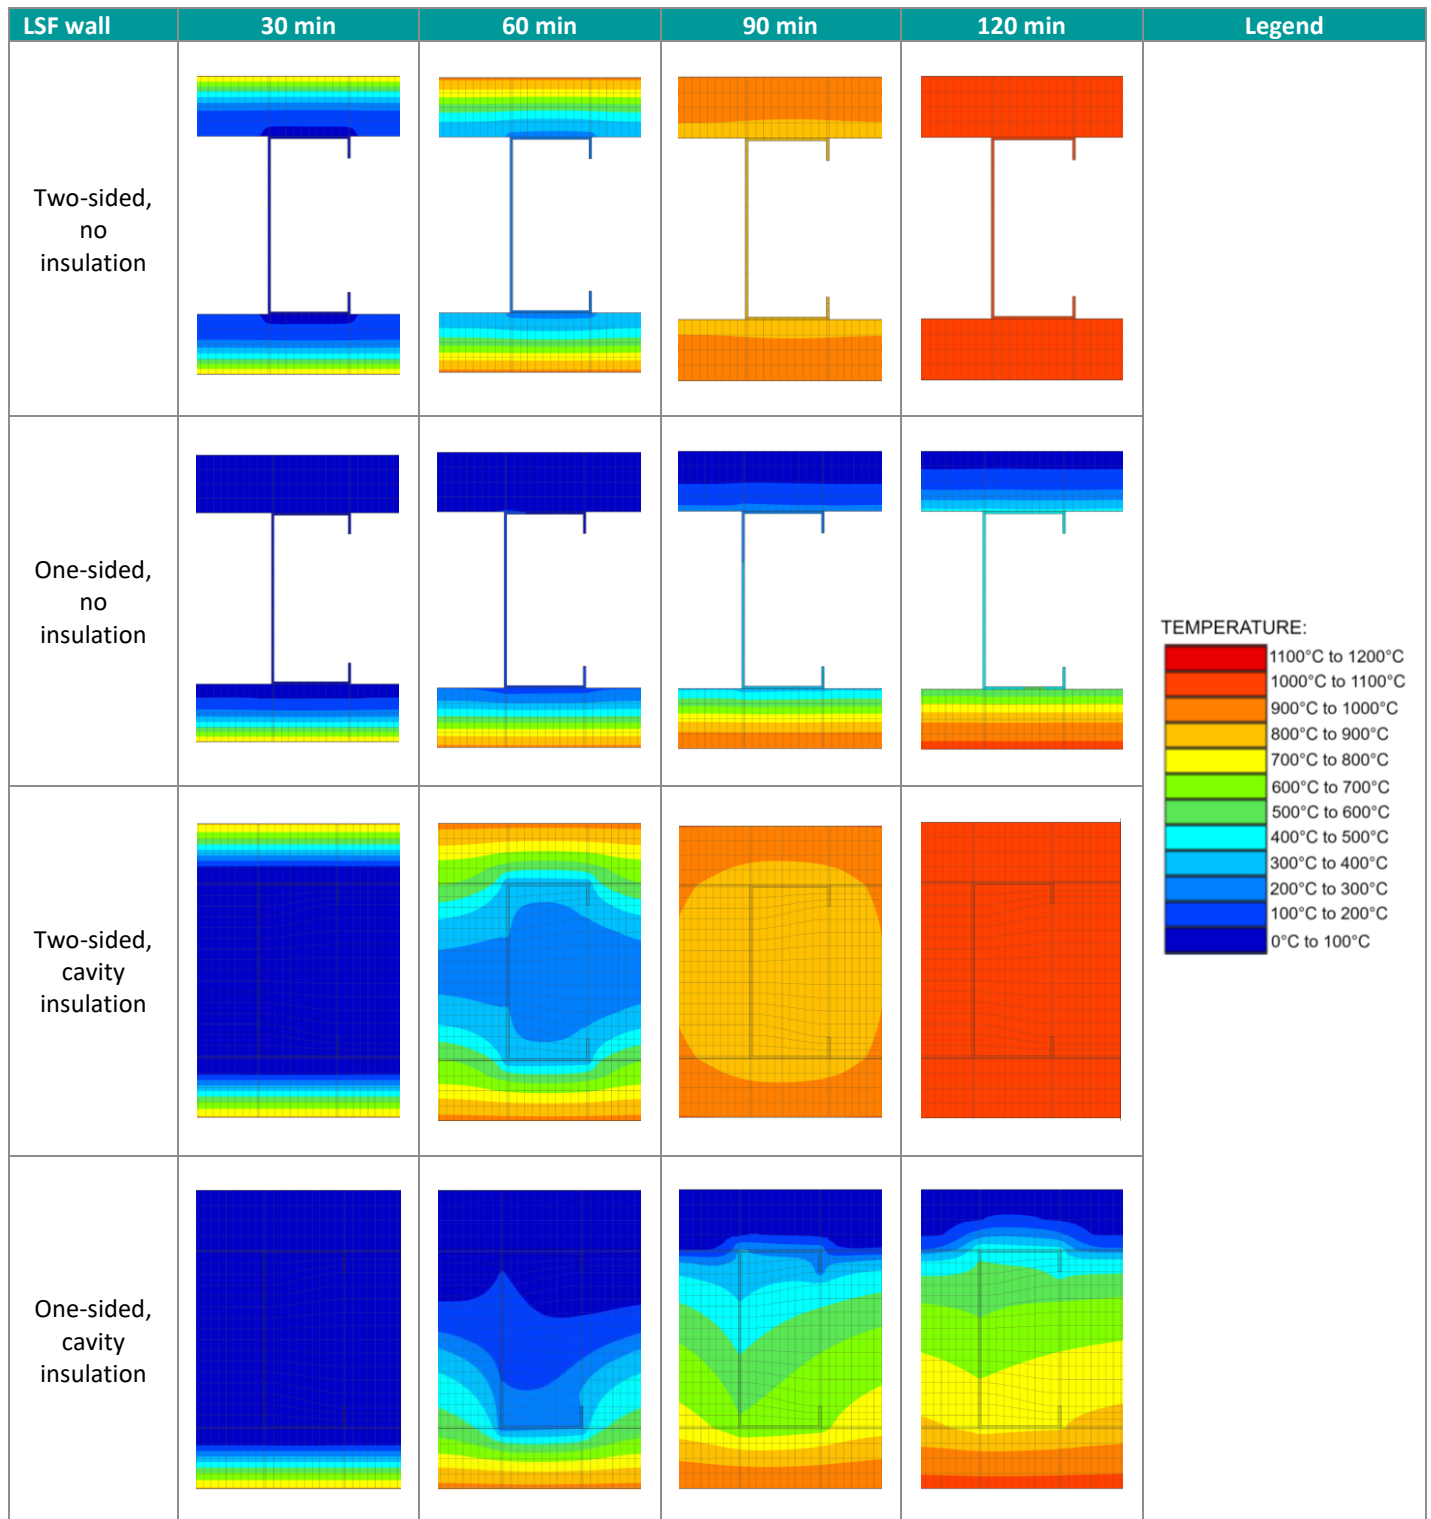 LSF wall 30 min 60 min 90 min 120 min Legend
Two-sided,
no
insulation
One-sided,
no
insulation
TEMPERATURE:
1100°C to 1200°C
1000°C to 1100°C
900°C to 1000°C
800°C to 900°C
700°C to 800°C
600°C to 700°C
500°C to 600°C
400°C to 500°C
300°C to 400°C
200°C to 300°C
100°C to 200°C
0°C to 100°C
Two-sided,
cavity
insulation
One-sided,
cavity
insulation